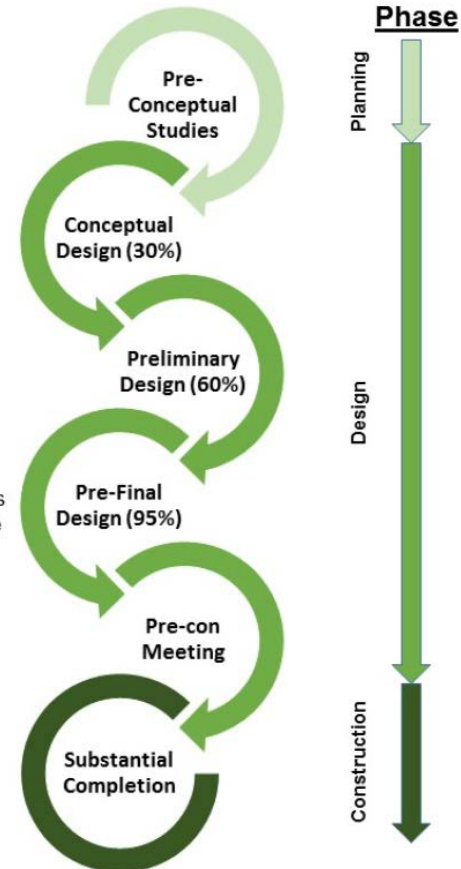 Phase
Pre-
Conceptual
Studies
Planning
Conceptual
Design (30%)
Preliminary
Design (60%)
Design
Pre-Final
Design (95%)
Pre-con
Meeting
Substantial
Completion
Construction